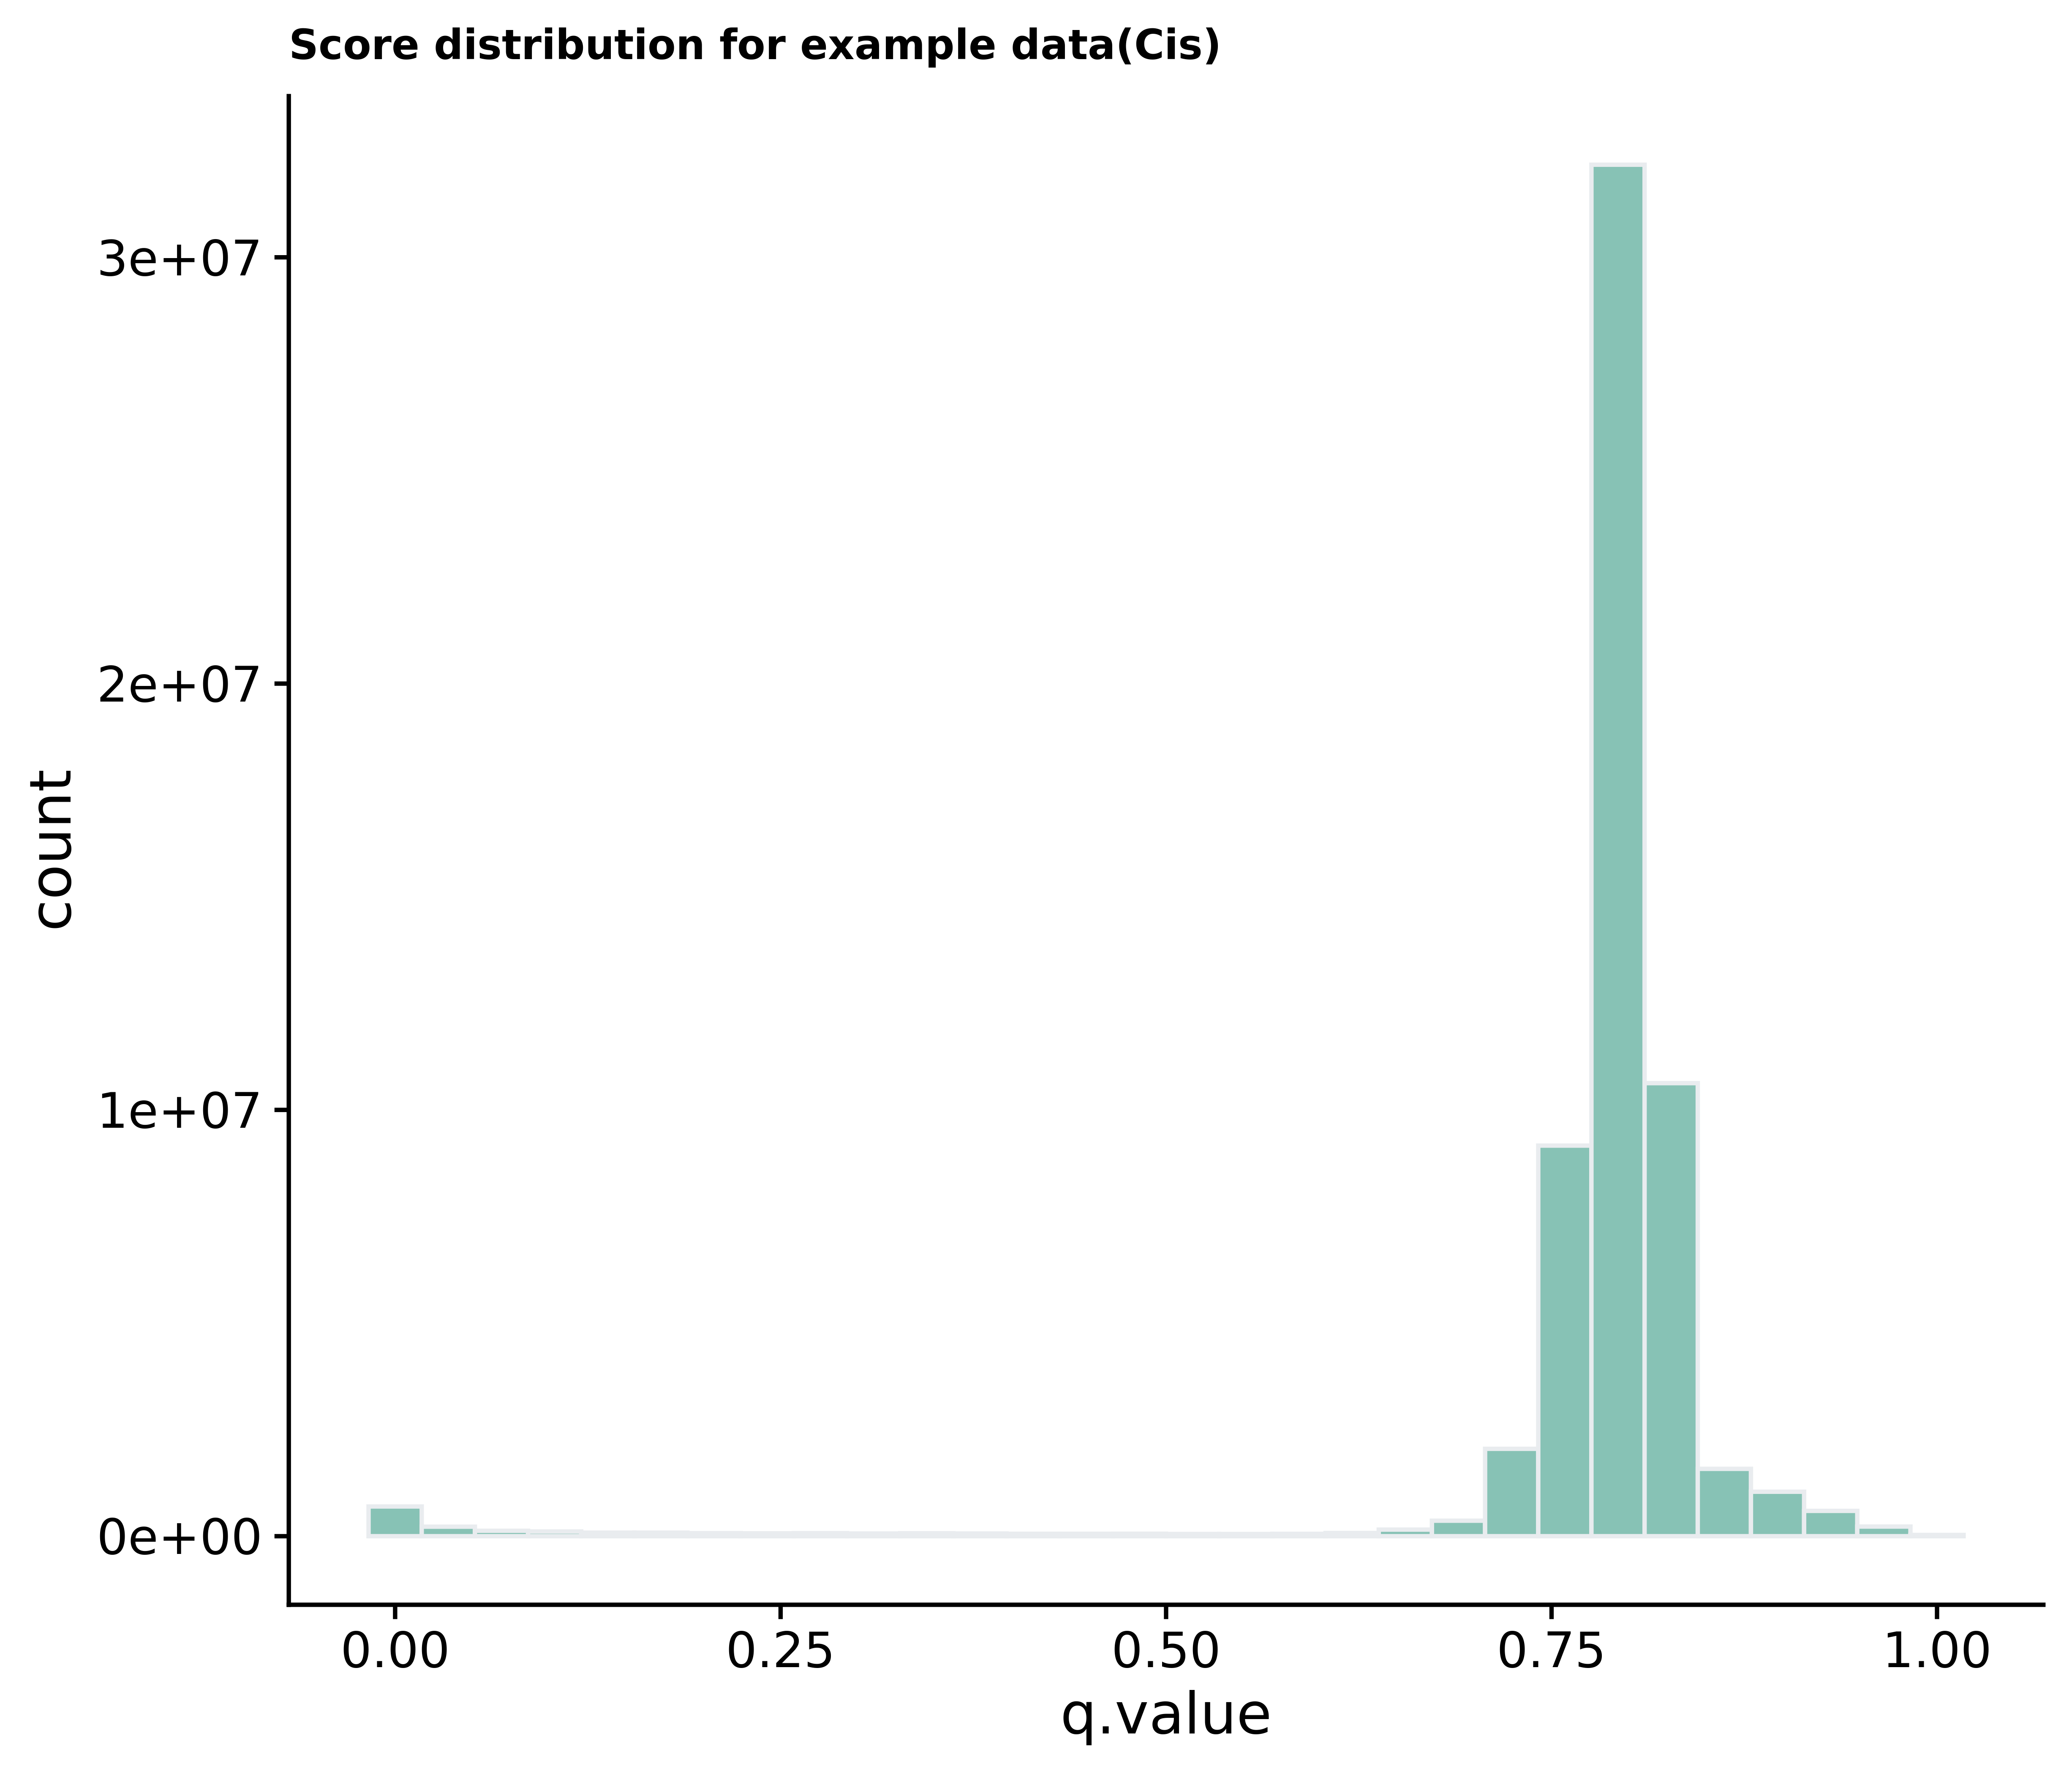 Score distribution for example data(Cis)
count
3e+07
2e+07
1e+07
0e+00
0.00 0.25 0.50 0.75 1.00
q.value